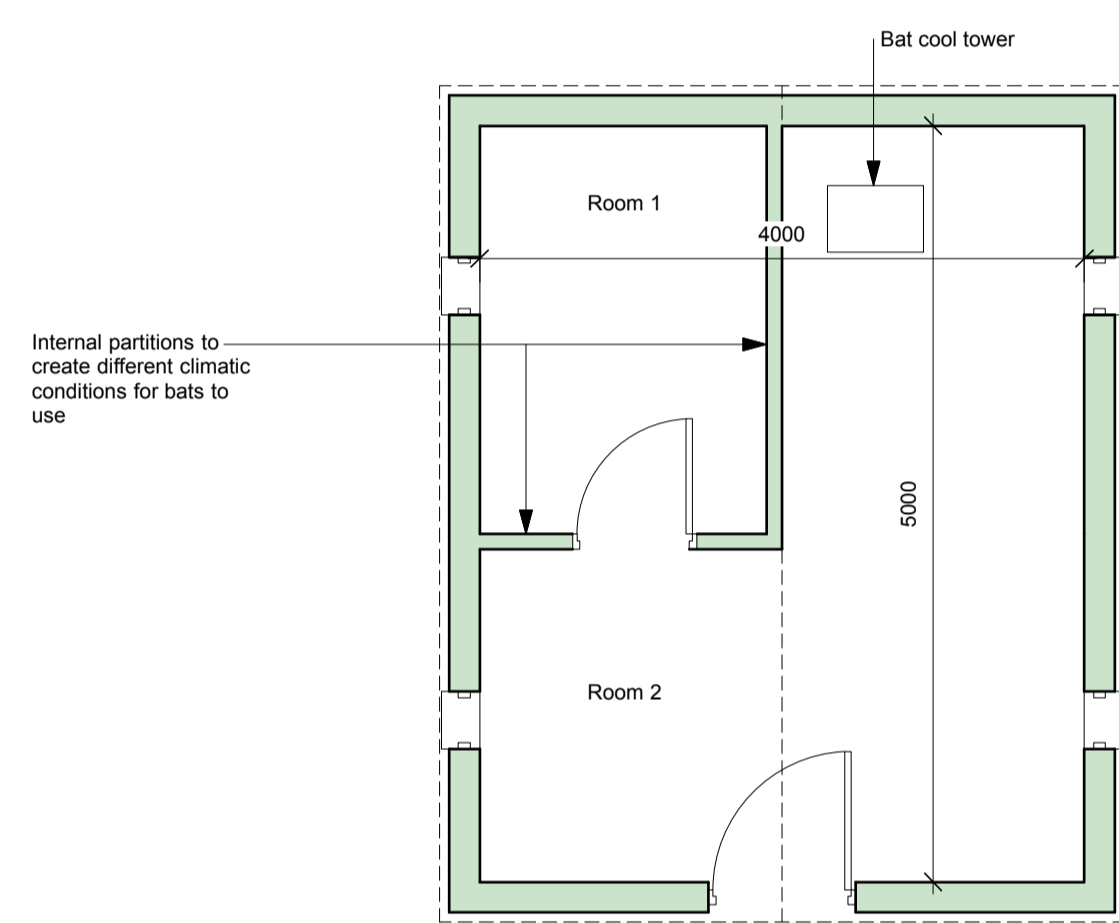 Bat cool tower
Room 1
4000
Internal partitions to
create different climatic
conditions for bats to
use
5000
Room 2